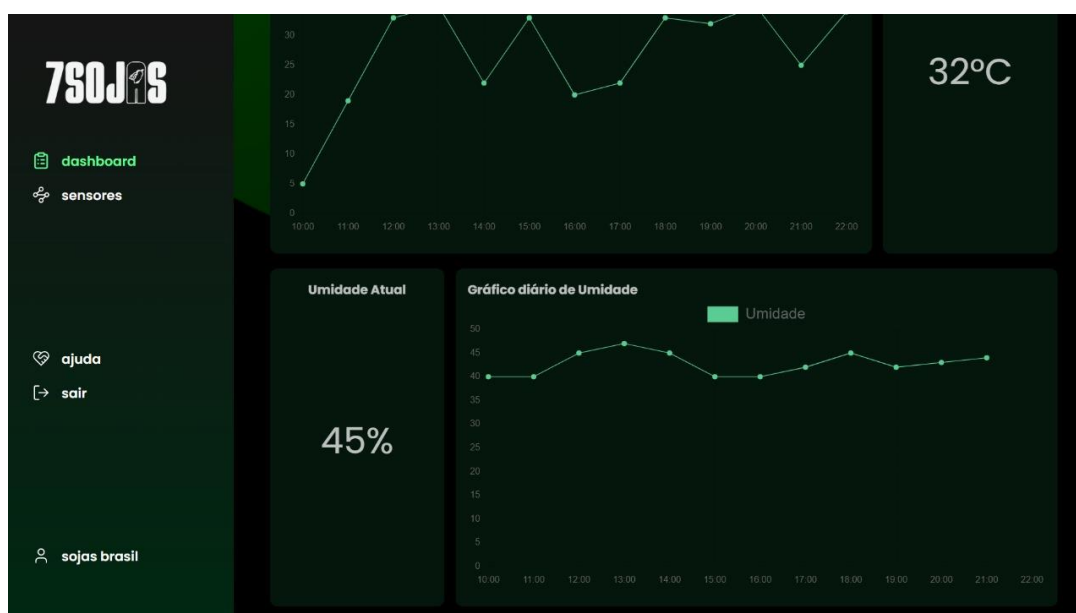 7SOJAS
dashboard
sensores
ajuda
sair
sojas brasil
30
25
20
15
10
5
0
10:00 11:00 12:00 13:00 14:00 15:00 16:00 17:00 18:00 19:00 20:00 21:00 22:00
32°C
Umidade Atual
45%
Gráfico diário de Umidade
Umidade
50
45
40
35
30
25
20
15
10
5
0
10:00 11:00 12:00 13:00 14:00 15:00 16:00 17:00 18:00 19:00 20:00 21:00 22:00